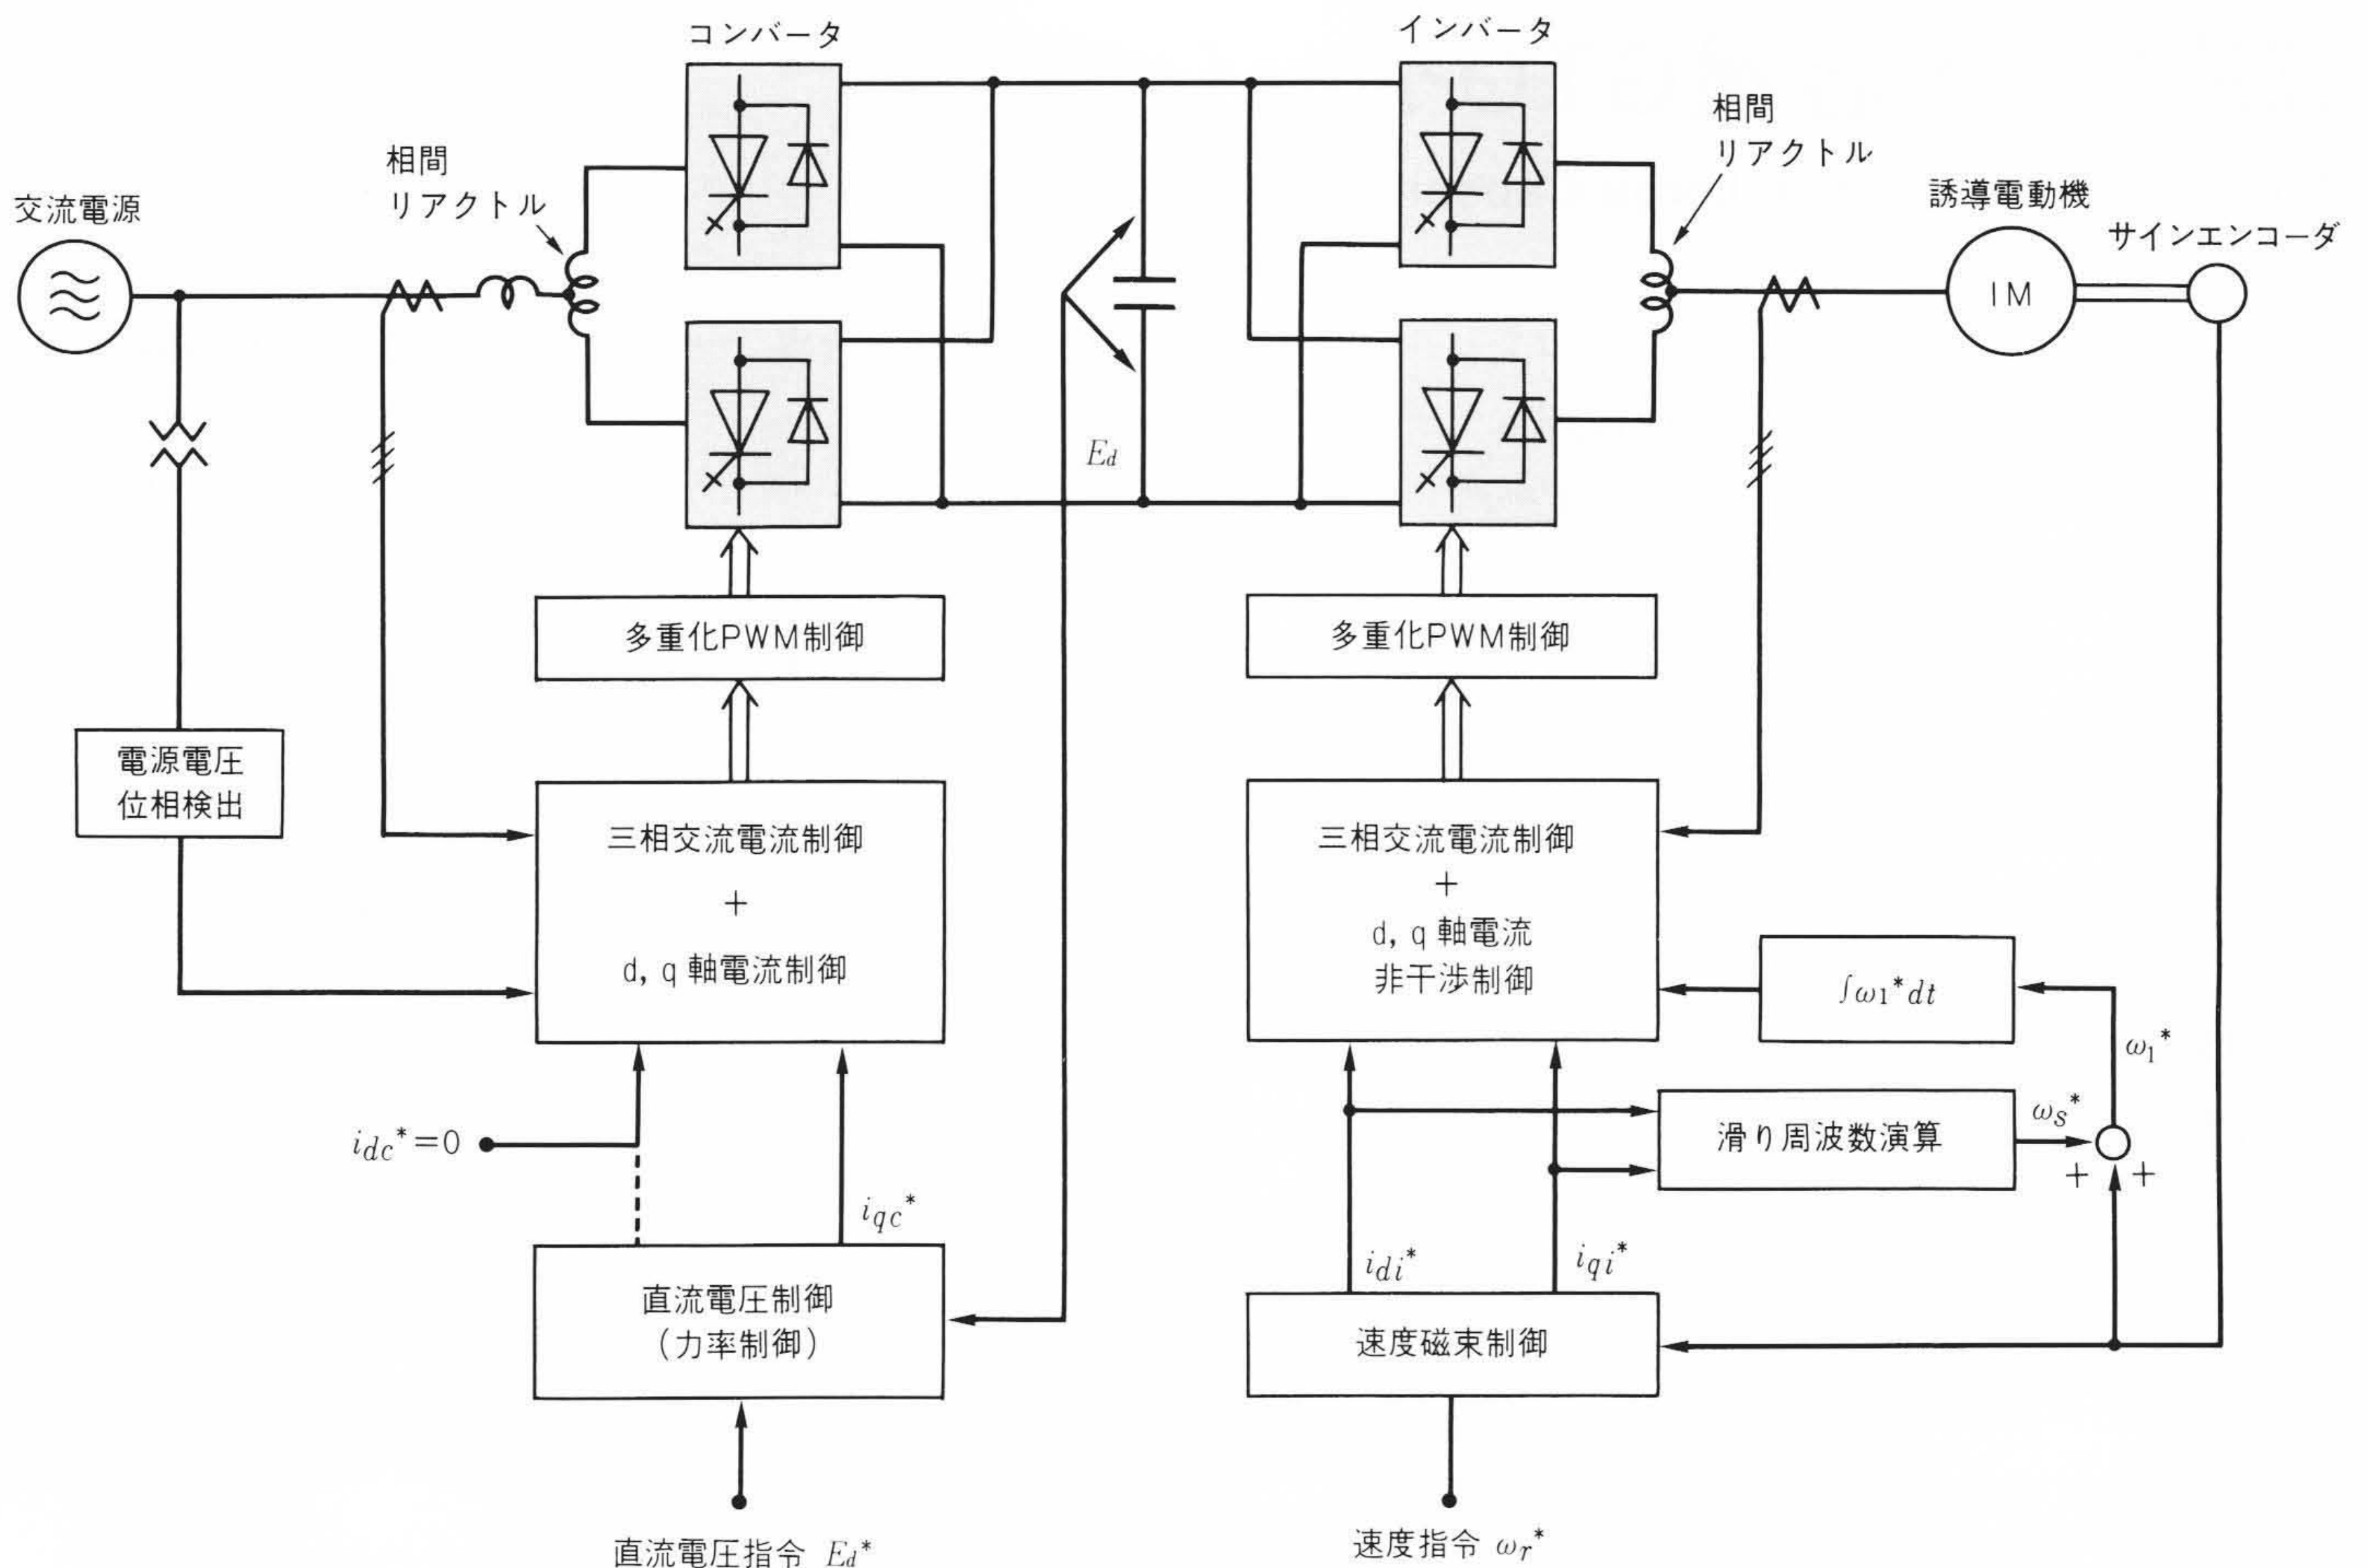 コンバータ
インバータ
相間
リアクトル
相間
リアクトル
交流電源
誘導電動機
サインエンコーダ
IM
Ed
多重化PWM制御
多重化PWM制御
電源電圧
位相検出
三相交流電流制御
+
d, q 軸電流制御
三相交流電流制御
+
d, q 軸電流
非干渉制御
∫ω1*dt
ω1*
idc*=0
滑り周波数演算
ωs*
+ +
iqc*
idi*
iqi*
直流電圧制御
(力率制御)
速度磁束制御
直流電圧指令 Ed*
速度指令 ωr*